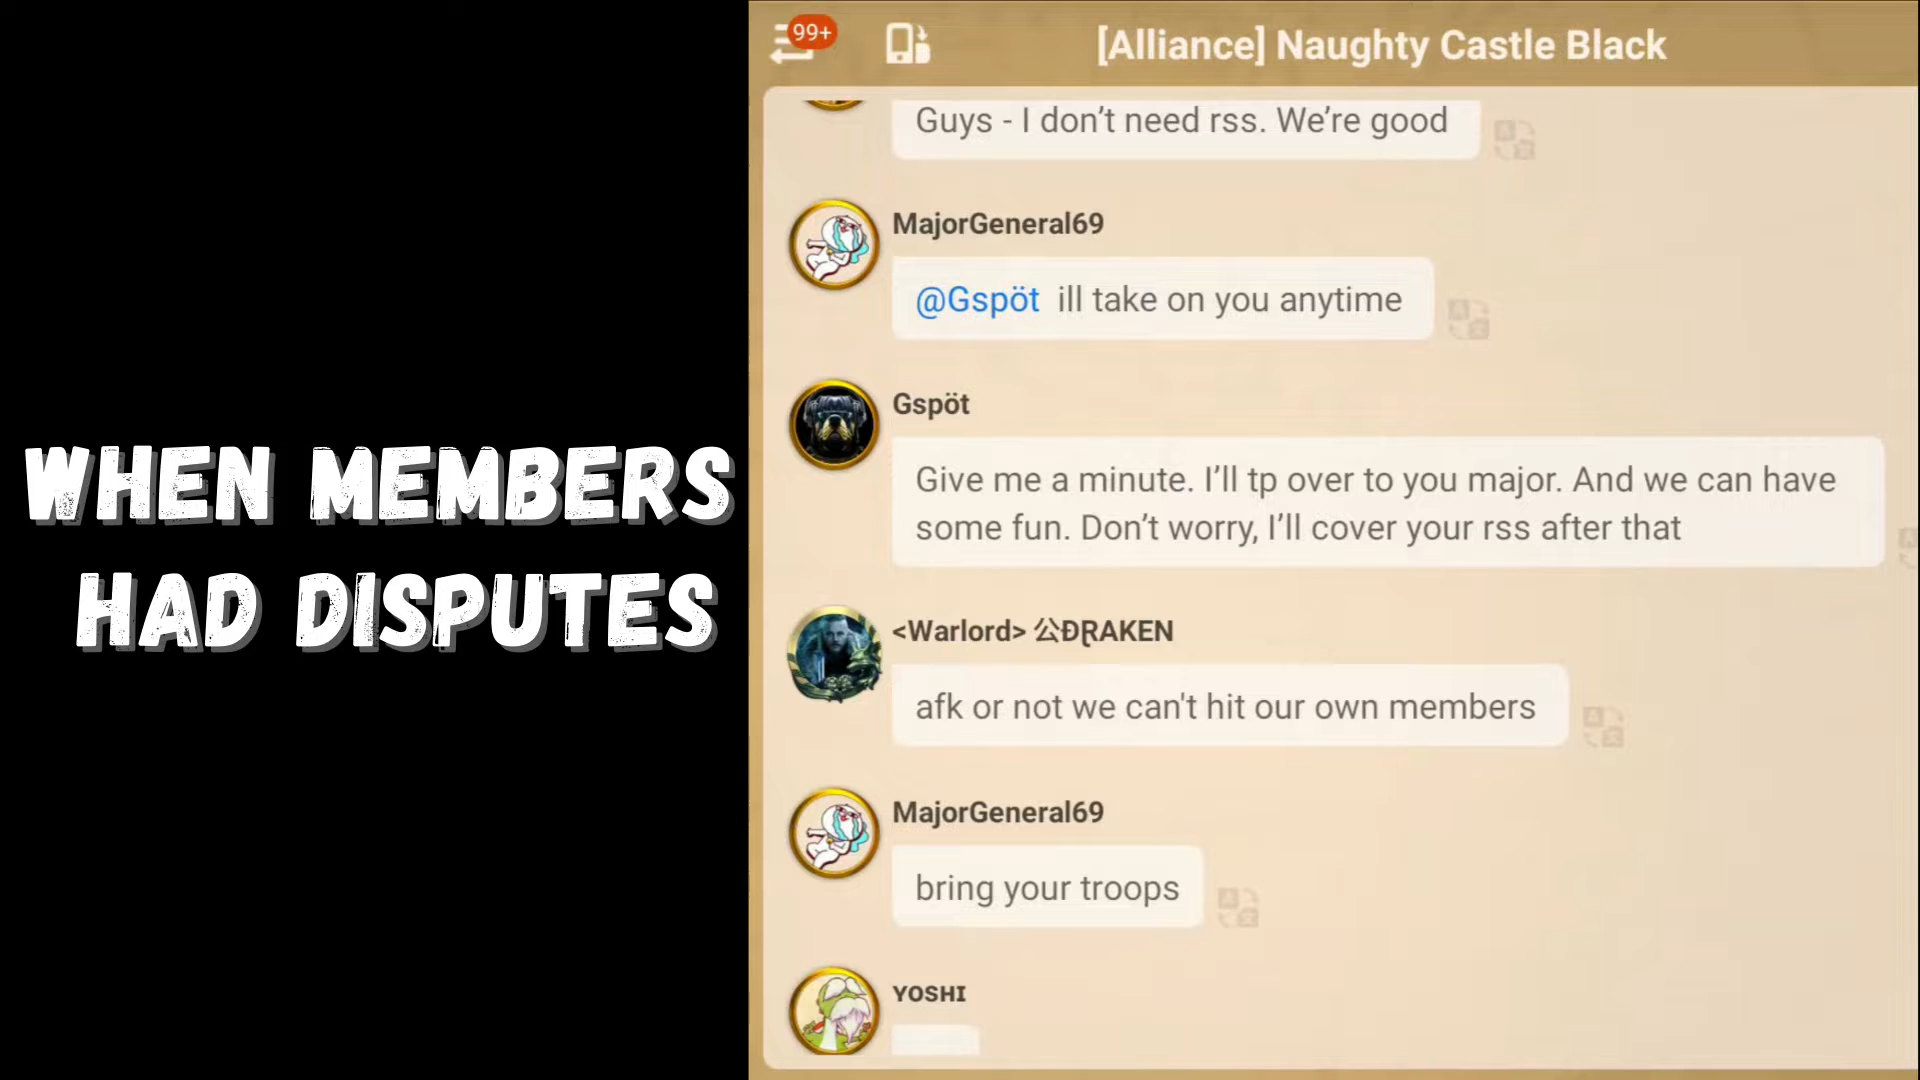 WHEN MEMBERS
HAD DISPUTES
99+
[Alliance] Naughty Castle Black
Guys - I don’t need rss. We’re good
MajorGeneral69
@Gspöt ill take on you anytime
Gspöt
Give me a minute. I’ll tp over to you major. And we can have
some fun. Don’t worry, I’ll cover your rss after that
<Warlord> 公ĐⱤAKEN
afk or not we can't hit our own members
MajorGeneral69
bring your troops
ʏᴏsʜɪ